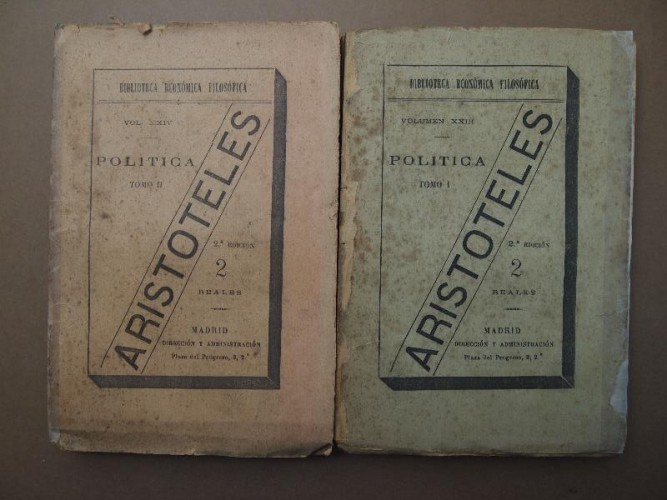 BIBLIOTECA ECONÓMICA FILOSÓFICA
VOL. XXIV
POLITICA
TOMO II
ARISTOTELES
2.ª EDICIÓN
2
REALES
MADRID
DIRECCIÓN Y ADMINISTRACIÓN
Plaza del Progreso, 3, 2.º
BIBLIOTECA ECONÓMICA FILOSÓFICA
VOLUMEN XXIII
POLITICA
TOMO I
ARISTOTELES
2.ª EDICIÓN
2
REALES
MADRID
DIRECCIÓN Y ADMINISTRACIÓN
Plaza del Progreso, 3, 2.º